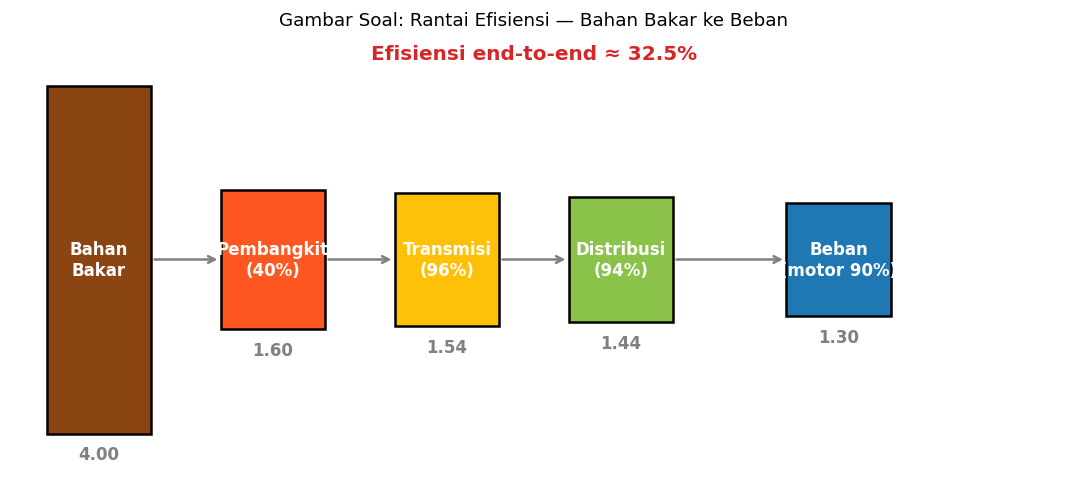 Gambar Soal: Rantai Efisiensi — Bahan Bakar ke Beban
Efisiensi end-to-end ≈ 32.5%
Bahan
Bakar
4.00
Pembangkit
(40%)
1.60
Transmisi
(96%)
1.54
Distribusi
(94%)
1.44
Beban
(motor 90%)
1.30